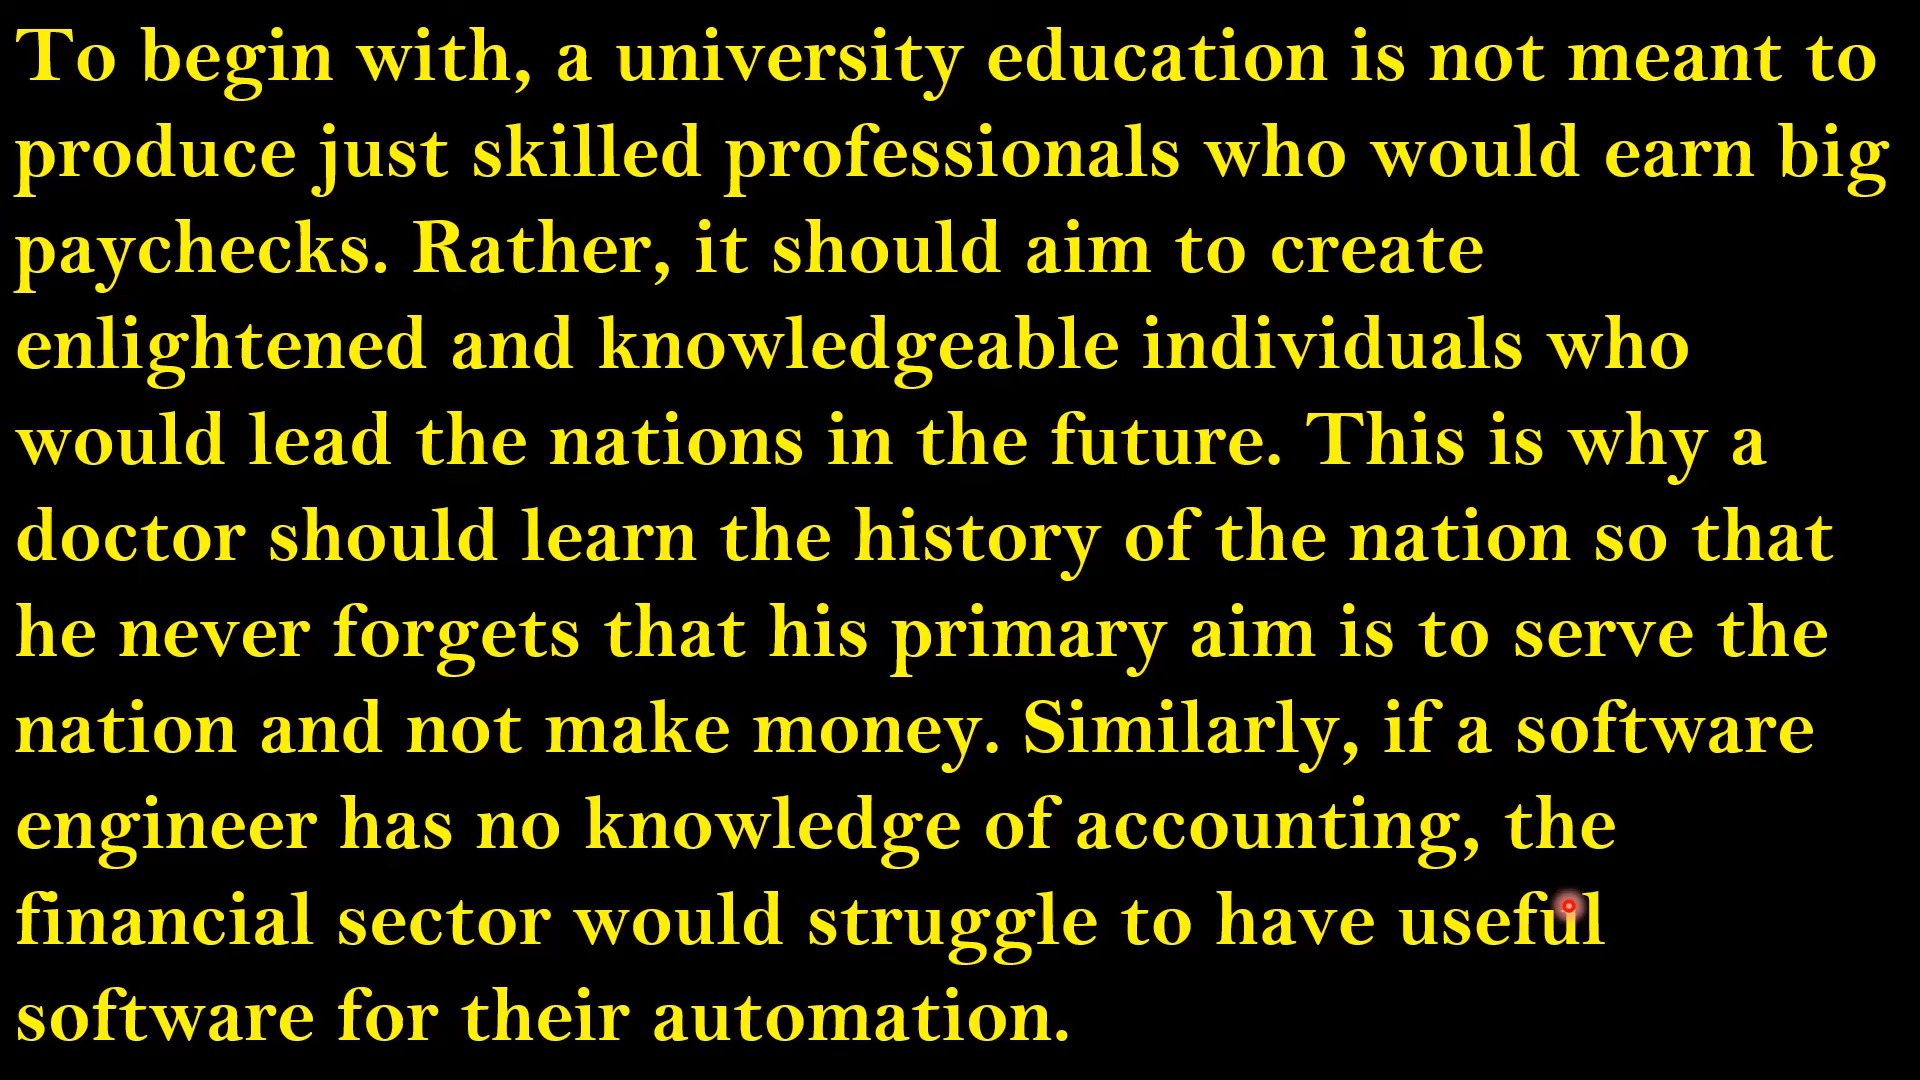 To begin with, a university education is not meant to
produce just skilled professionals who would earn big
paychecks. Rather, it should aim to create
enlightened and knowledgeable individuals who
would lead the nations in the future. This is why a
doctor should learn the history of the nation so that
he never forgets that his primary aim is to serve the
nation and not make money. Similarly, if a software
engineer has no knowledge of accounting, the
financial sector would struggle to have useful
software for their automation.